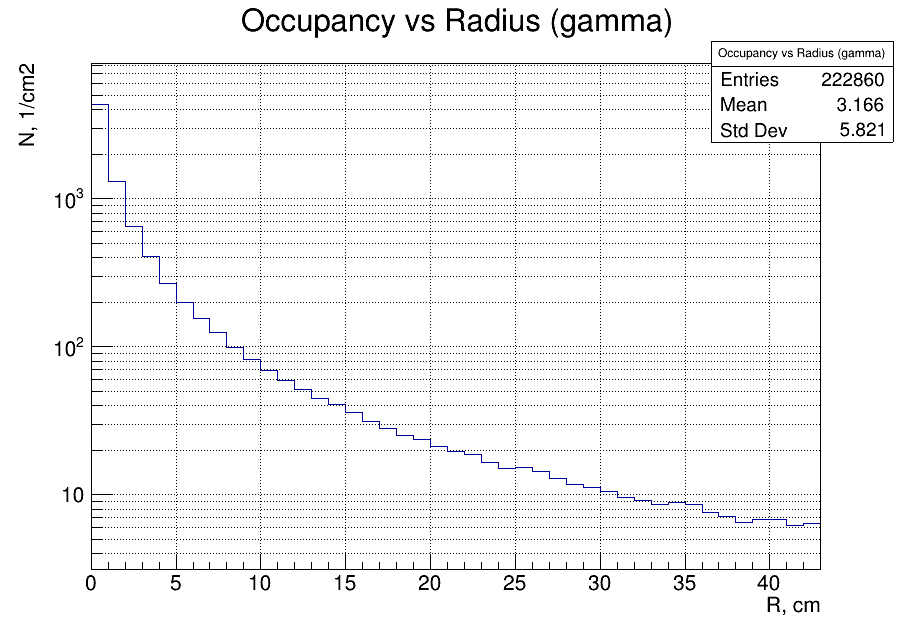 Occupancy vs Radius (gamma)
N, 1/cm2
Occupancy vs Radius (gamma)
Entries 222860
Mean 3.166
Std Dev 5.821
10³
10²
10
0 5 10 15 20 25 30 35 40
R, cm